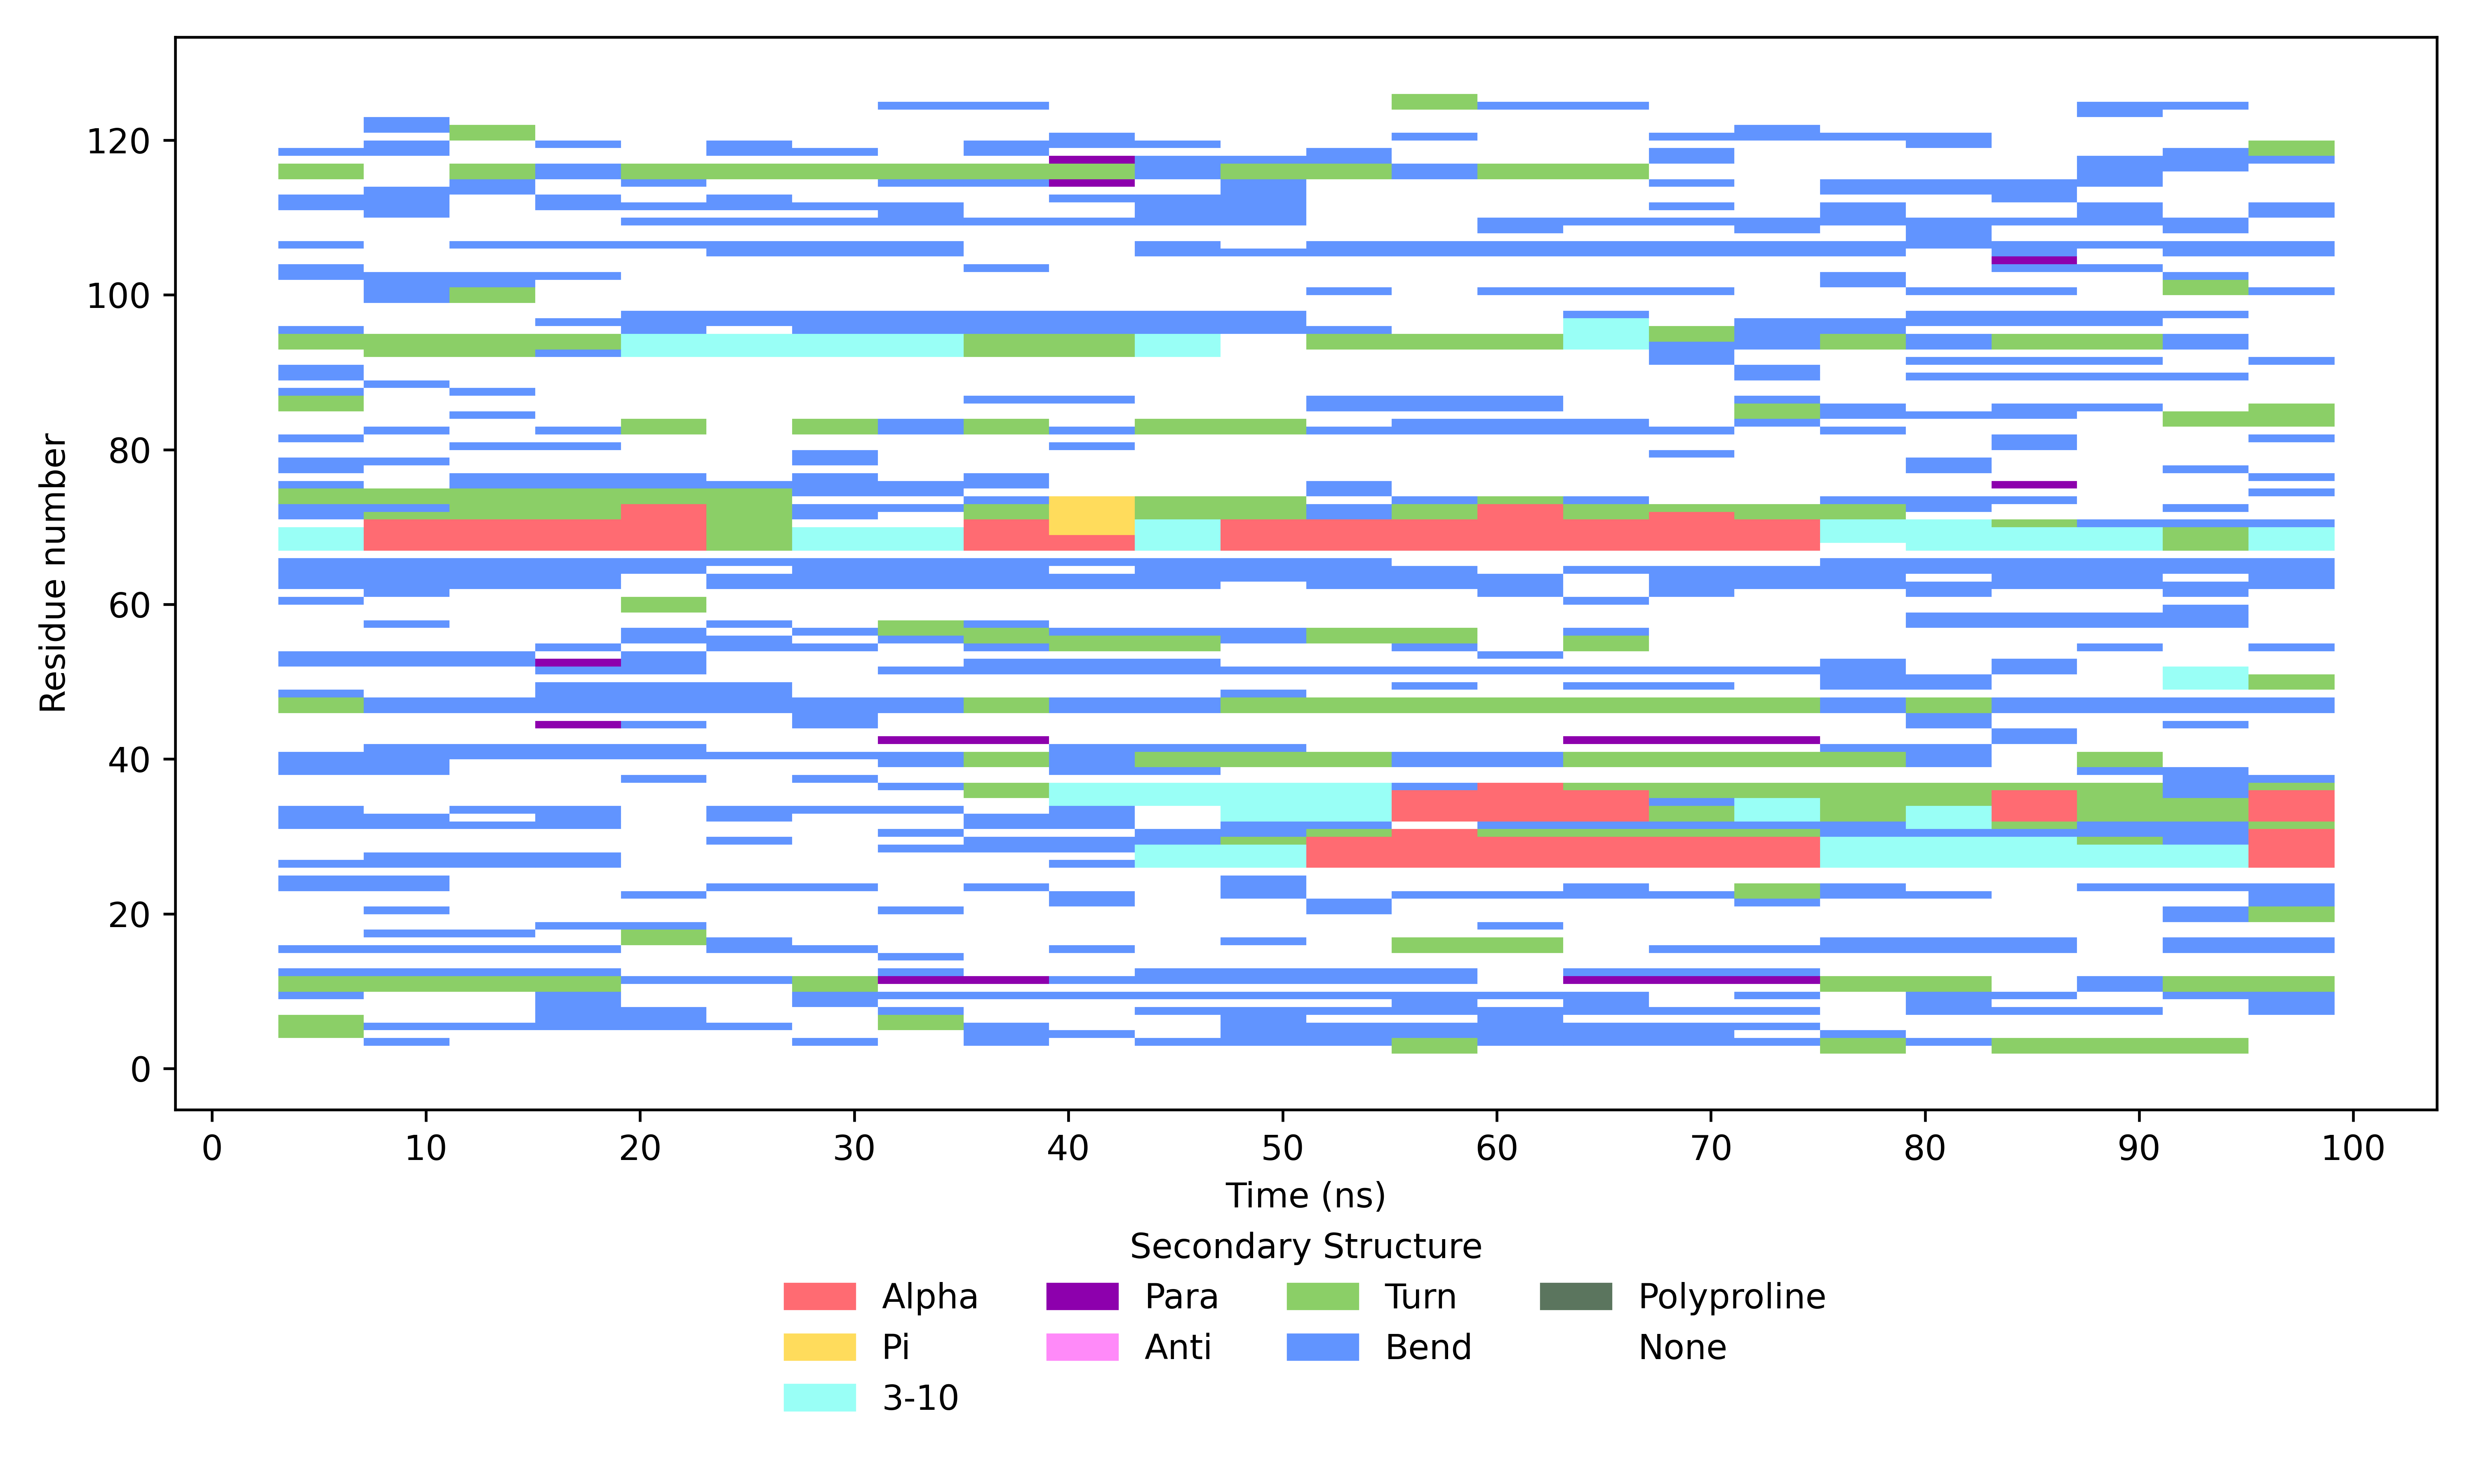 120
100
80
60
40
20
0
Residue number
0 10 20 30 40 50 60 70 80 90 100
Time (ns)
Secondary Structure
Alpha Para Turn Polyproline
Pi Anti Bend None
3-10